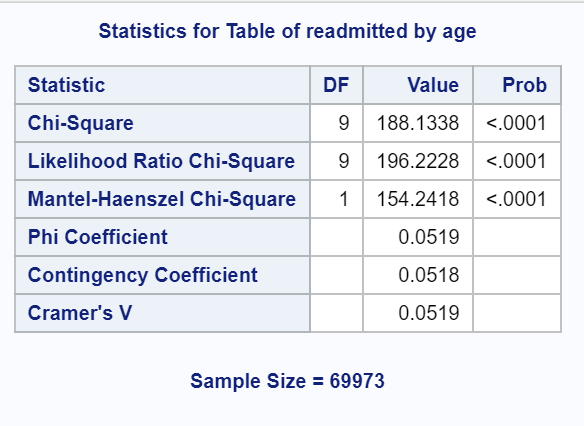 Statistics for Table of readmitted by age
Statistic DF Value Prob
Chi-Square 9 188.1338 <.0001
Likelihood Ratio Chi-Square 9 196.2228 <.0001
Mantel-Haenszel Chi-Square 1 154.2418 <.0001
Phi Coefficient 0.0519
Contingency Coefficient 0.0518
Cramer's V 0.0519
Sample Size = 69973